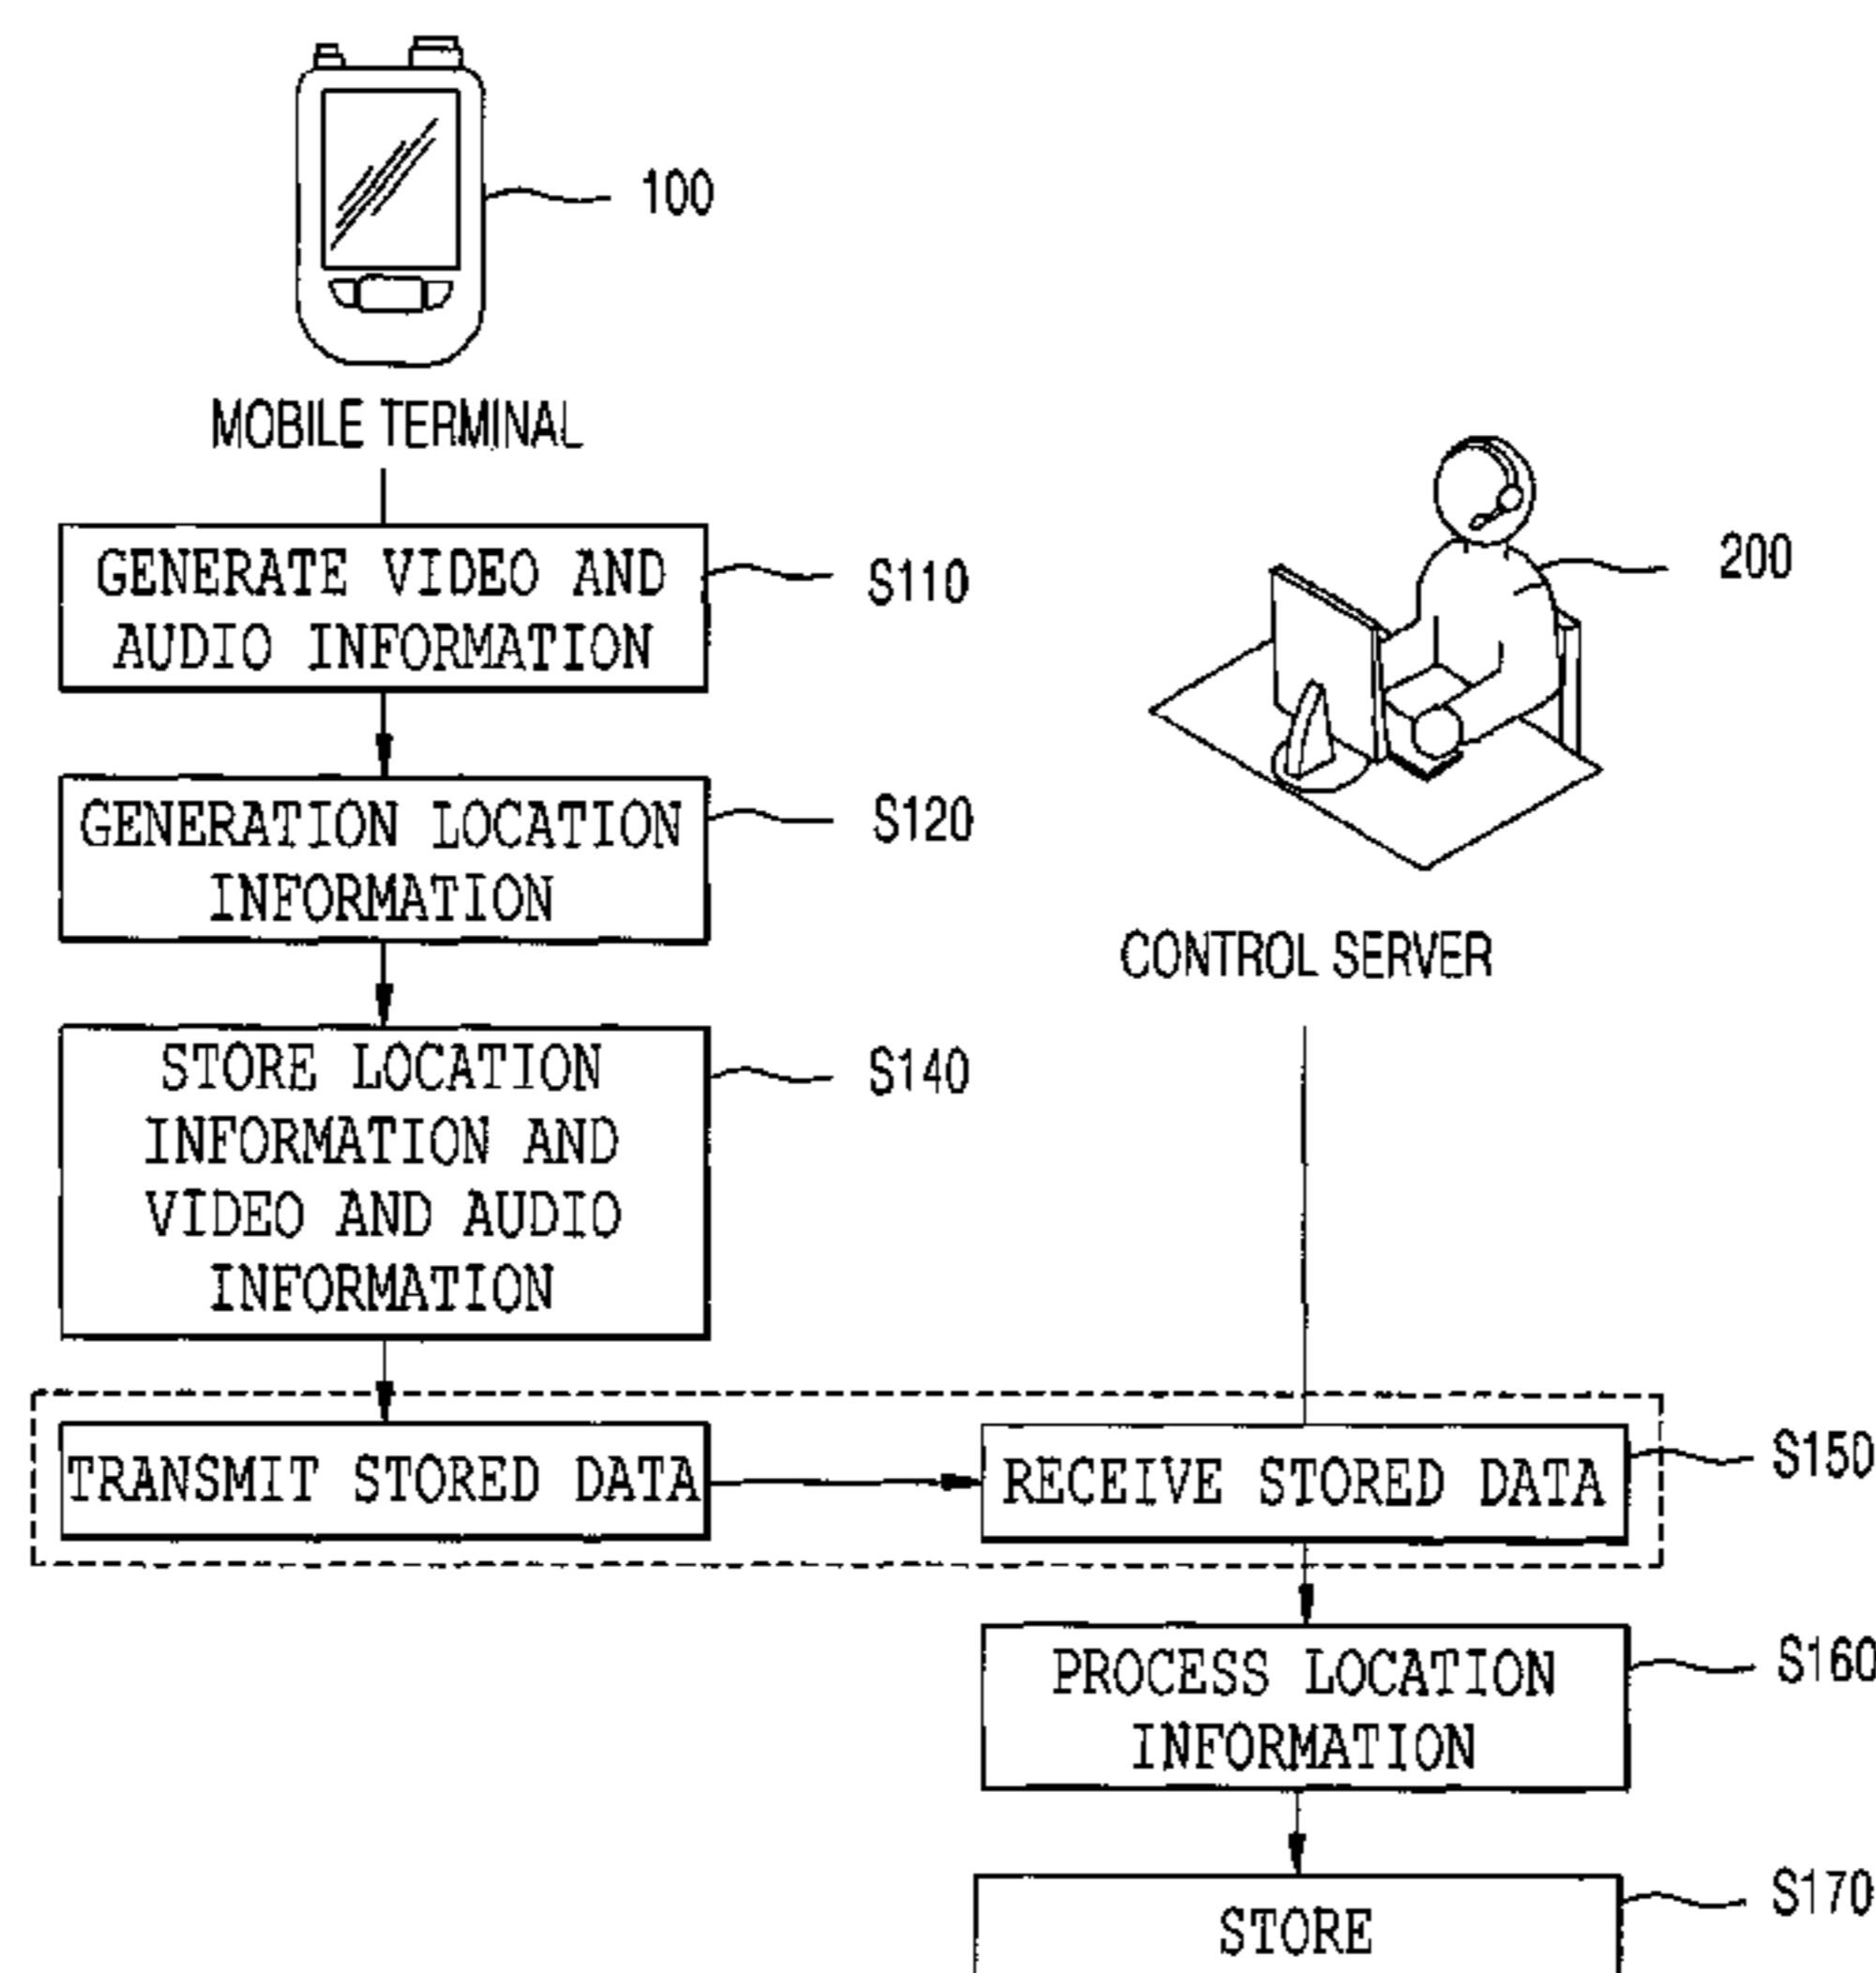 100
MOBILE TERMINAL
GENERATE VIDEO AND
AUDIO INFORMATION
S110
200
GENERATION LOCATION
INFORMATION
S120
CONTROL SERVER
STORE LOCATION
INFORMATION AND
VIDEO AND AUDIO
INFORMATION
S140
TRANSMIT STORED DATA
RECEIVE STORED DATA
S150
PROCESS LOCATION
INFORMATION
S160
STORE
S170